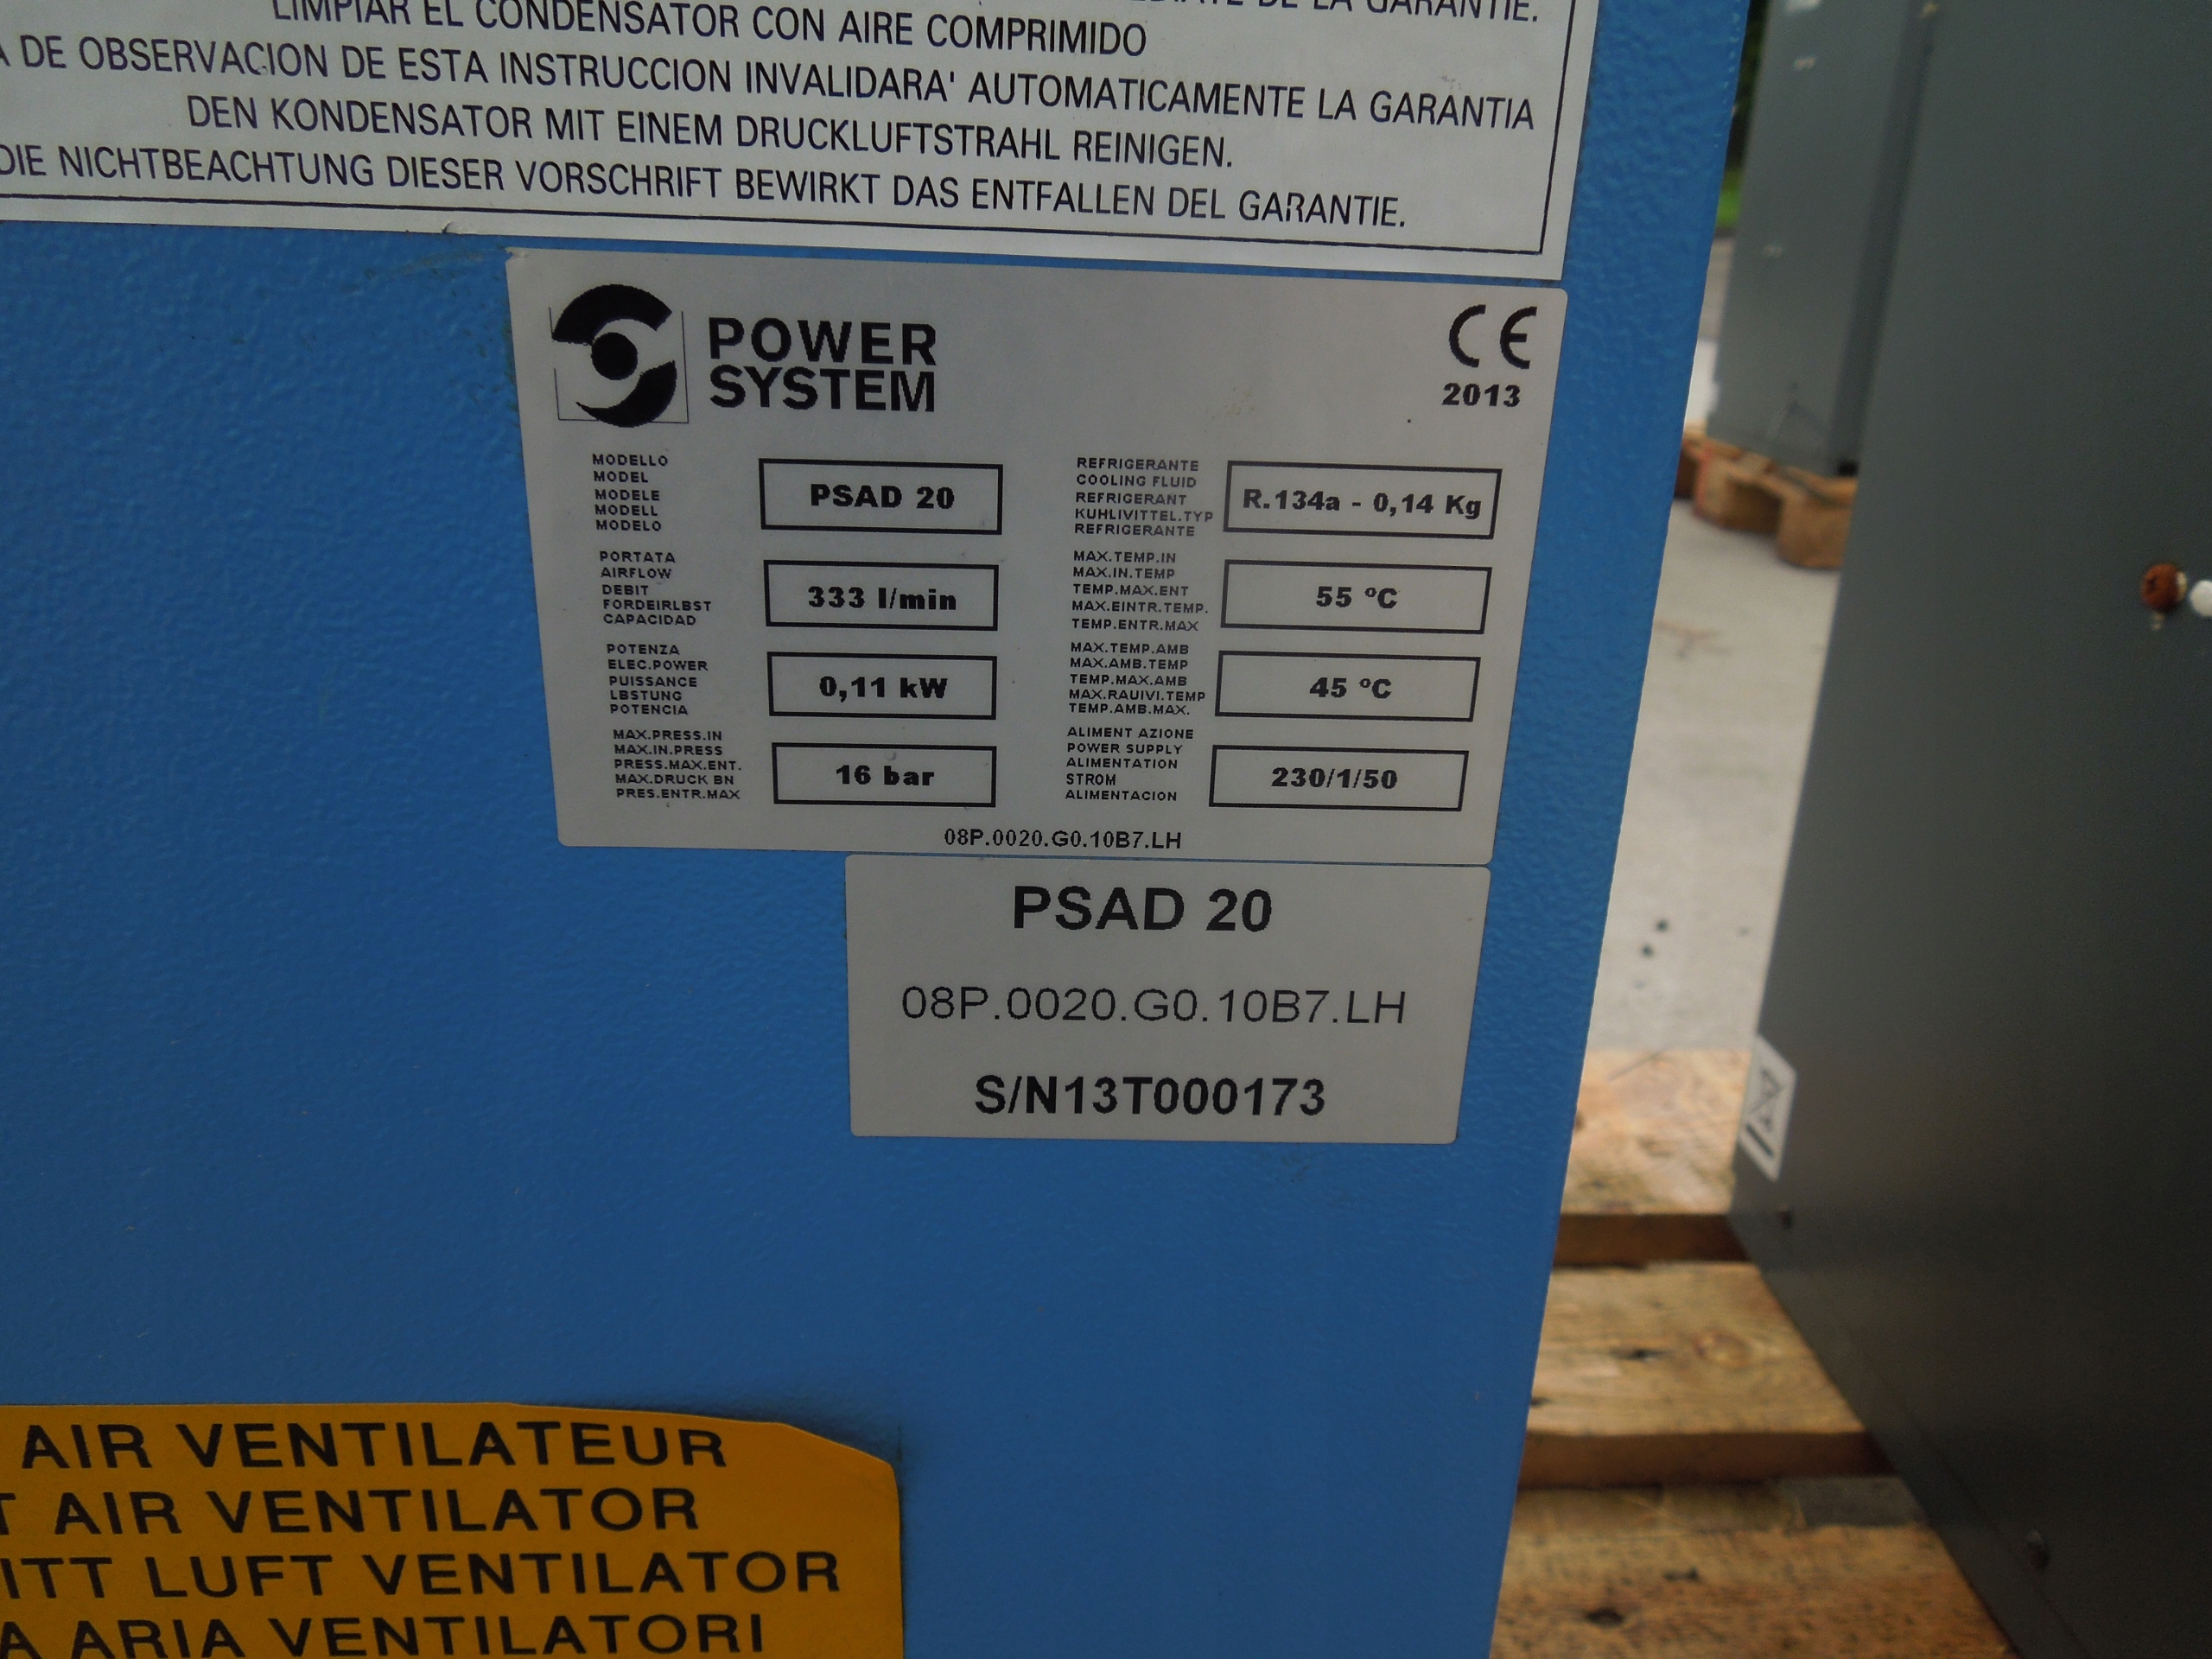 DE LA GARANTIE.
LIMPIAR EL CONDENSATOR CON AIRE COMPRIMIDO
A DE OBSERVACION DE ESTA INSTRUCCION INVALIDARA' AUTOMATICAMENTE LA GARANTIA
DEN KONDENSATOR MIT EINEM DRUCKLUFTSTRAHL REINIGEN.
DIE NICHTBEACHTUNG DIESER VORSCHRIFT BEWIRKT DAS ENTFALLEN DEL GARANTIE.
POWER
SYSTEM
CE
2013
MODELLO
MODEL
MODELE
MODELL
MODELO
PSAD 20
REFRIGERANTE
COOLING FLUID
REFRIGERANT
KUHLIVITTEL.TYP
REFRIGERANTE
R.134a - 0,14 Kg
PORTATA
AIRFLOW
DEBIT
FORDEIRLBST
CAPACIDAD
333 l/min
MAX.TEMP.IN
MAX.IN.TEMP
TEMP.MAX.ENT
MAX.EINTR.TEMP.
TEMP.ENTR.MAX
55 °C
POTENZA
ELEC.POWER
PUISSANCE
LBSTUNG
POTENCIA
0,11 kW
MAX.TEMP.AMB
MAX.AMB.TEMP
TEMP.MAX.AMB
MAX.RAUIVI.TEMP
TEMP.AMB.MAX.
45 °C
MAX.PRESS.IN
MAX.IN.PRESS
PRESS.MAX.ENT.
MAX.DRUCK BN
PRES.ENTR.MAX
16 bar
ALIMENT AZIONE
POWER SUPPLY
ALIMENTATION
STROM
ALIMENTACION
230/1/50
08P.0020.G0.10B7.LH
PSAD 20
08P.0020.G0.10B7.LH
S/N13T000173
AIR VENTILATEUR
T AIR VENTILATOR
ITT LUFT VENTILATOR
A ARIA VENTILATORI